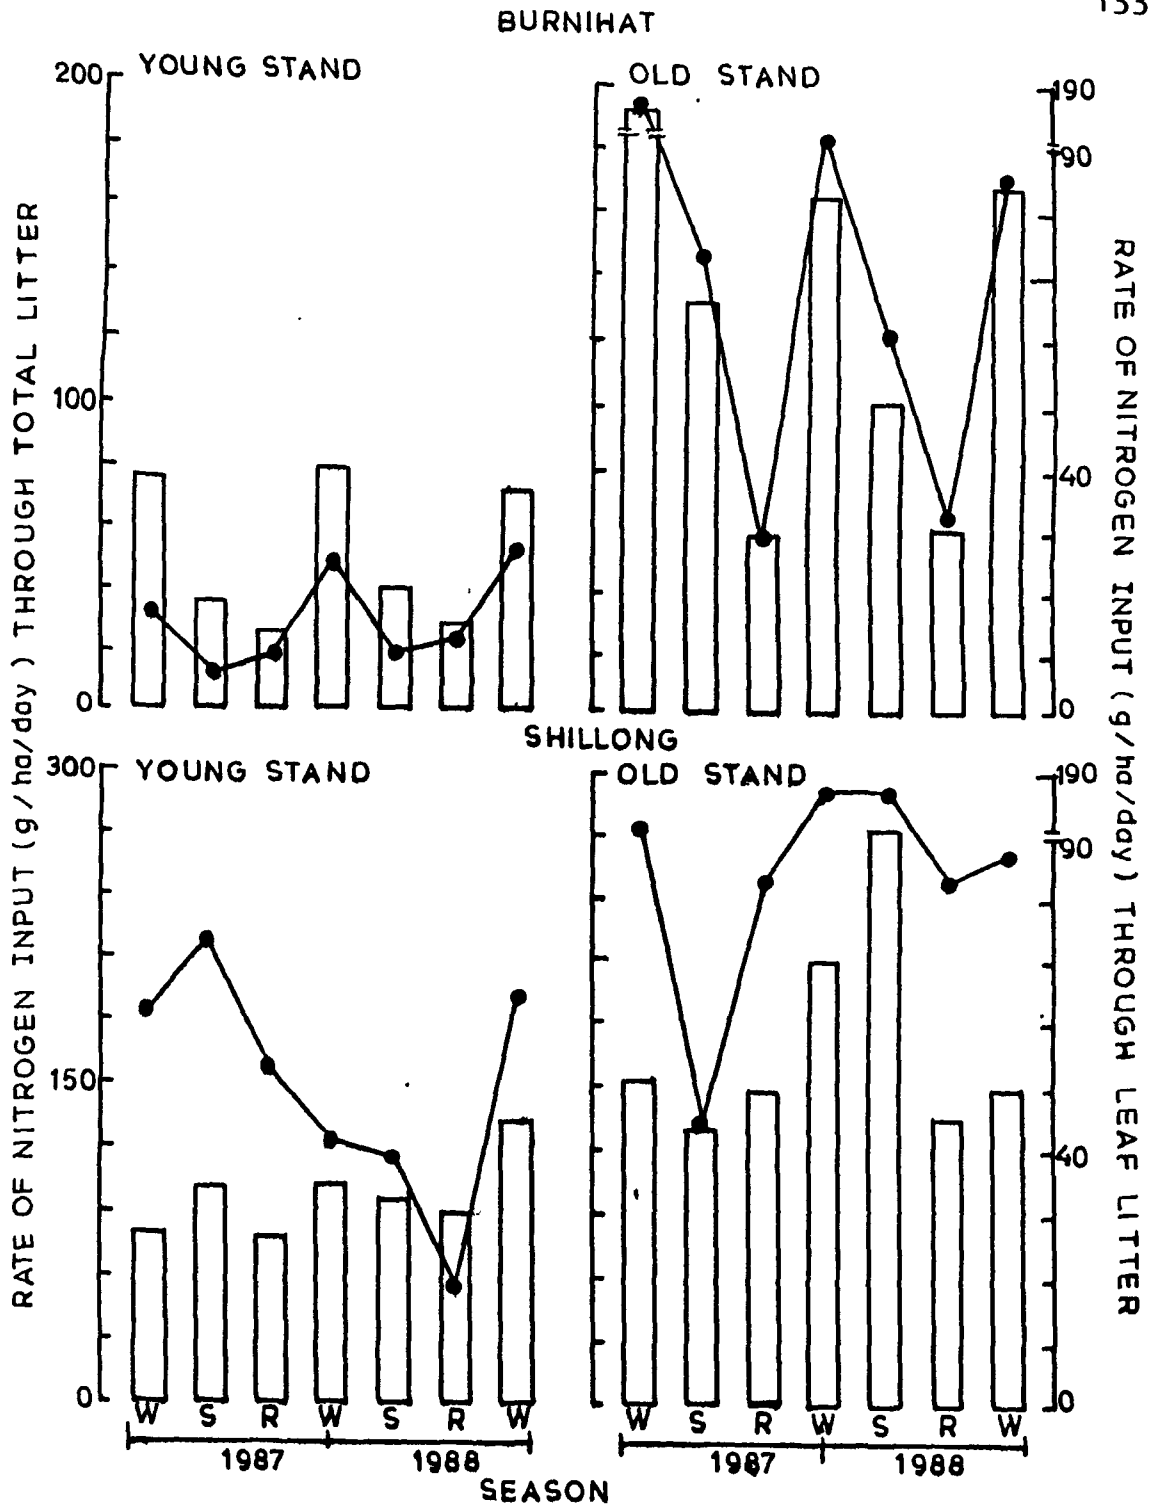 133
BURNIHAT
YOUNG STAND
OLD STAND
200
100
0
190
90
40
0
SHILLONG
YOUNG STAND
OLD STAND
300
150
0
190
90
40
0
W S R W S R W
W S R W S R W
1987 1988
1987 1988
SEASON
RATE OF NITROGEN INPUT (g/ha/day) THROUGH TOTAL LITTER
RATE OF NITROGEN INPUT (g/ha/day) THROUGH LEAF LITTER